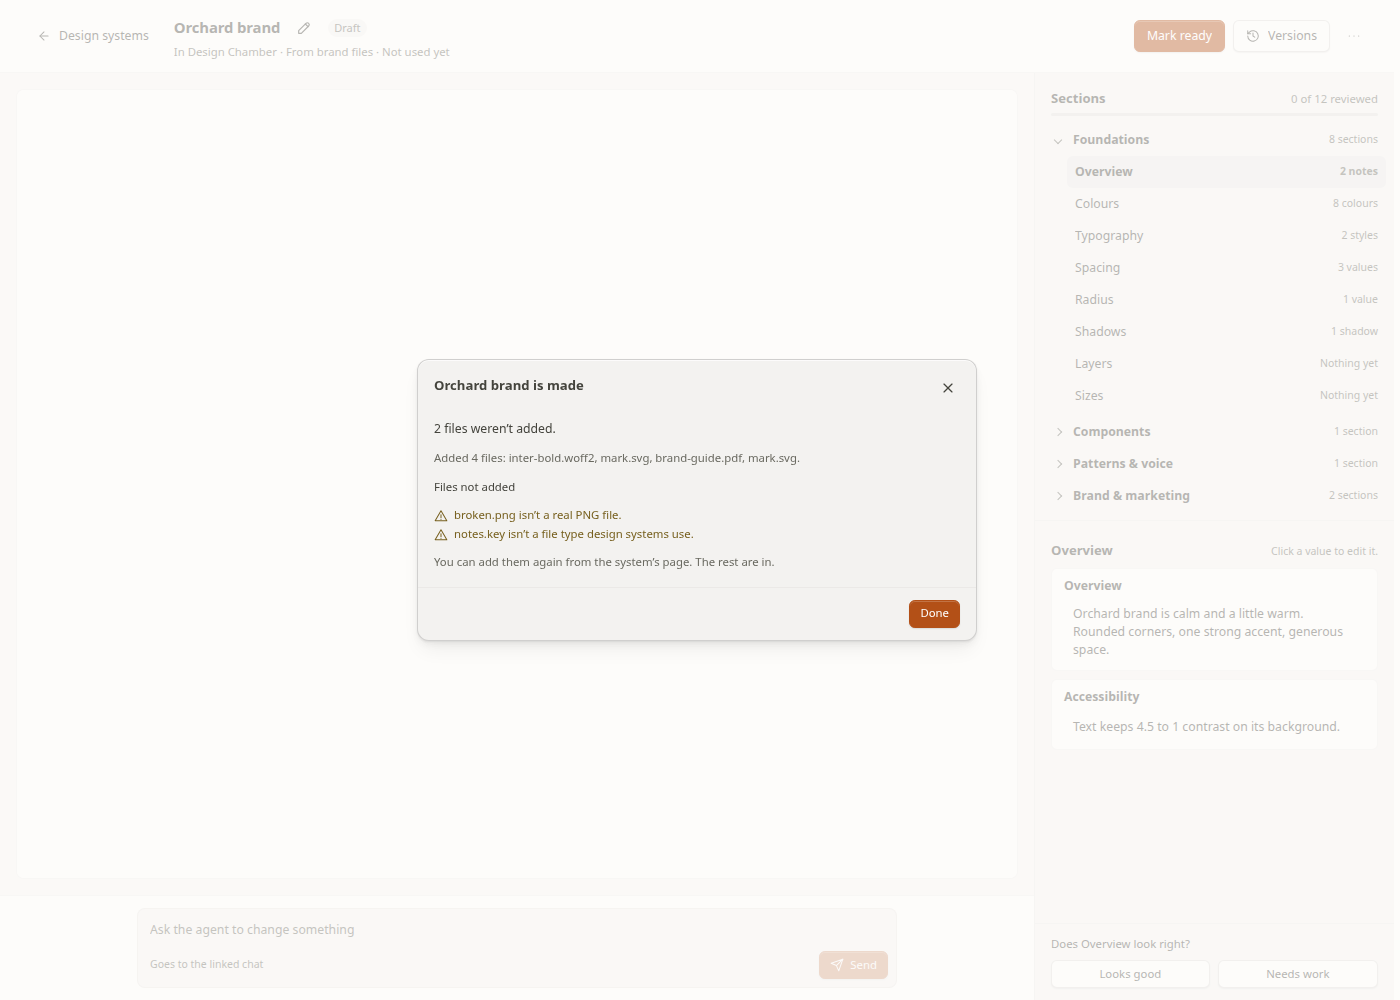 Design systems
Orchard brand
Draft
In Design Chamber · From brand files · Not used yet
Mark ready
Versions
Sections
0 of 12 reviewed
Foundations
8 sections
Overview
2 notes
Colours
8 colours
Typography
2 styles
Spacing
3 values
Radius
1 value
Shadows
1 shadow
Layers
Nothing yet
Sizes
Nothing yet
Components
1 section
Patterns & voice
1 section
Brand & marketing
2 sections
Overview
Click a value to edit it.
Overview
Orchard brand is calm and a little warm.
Rounded corners, one strong accent, generous
space.
Accessibility
Text keeps 4.5 to 1 contrast on its background.
Does Overview look right?
Looks good
Needs work
Orchard brand is made
2 files weren’t added.
Added 4 files: inter-bold.woff2, mark.svg, brand-guide.pdf, mark.svg.
Files not added
broken.png isn’t a real PNG file.
notes.key isn’t a file type design systems use.
You can add them again from the system’s page. The rest are in.
Done
Ask the agent to change something
Goes to the linked chat
Send